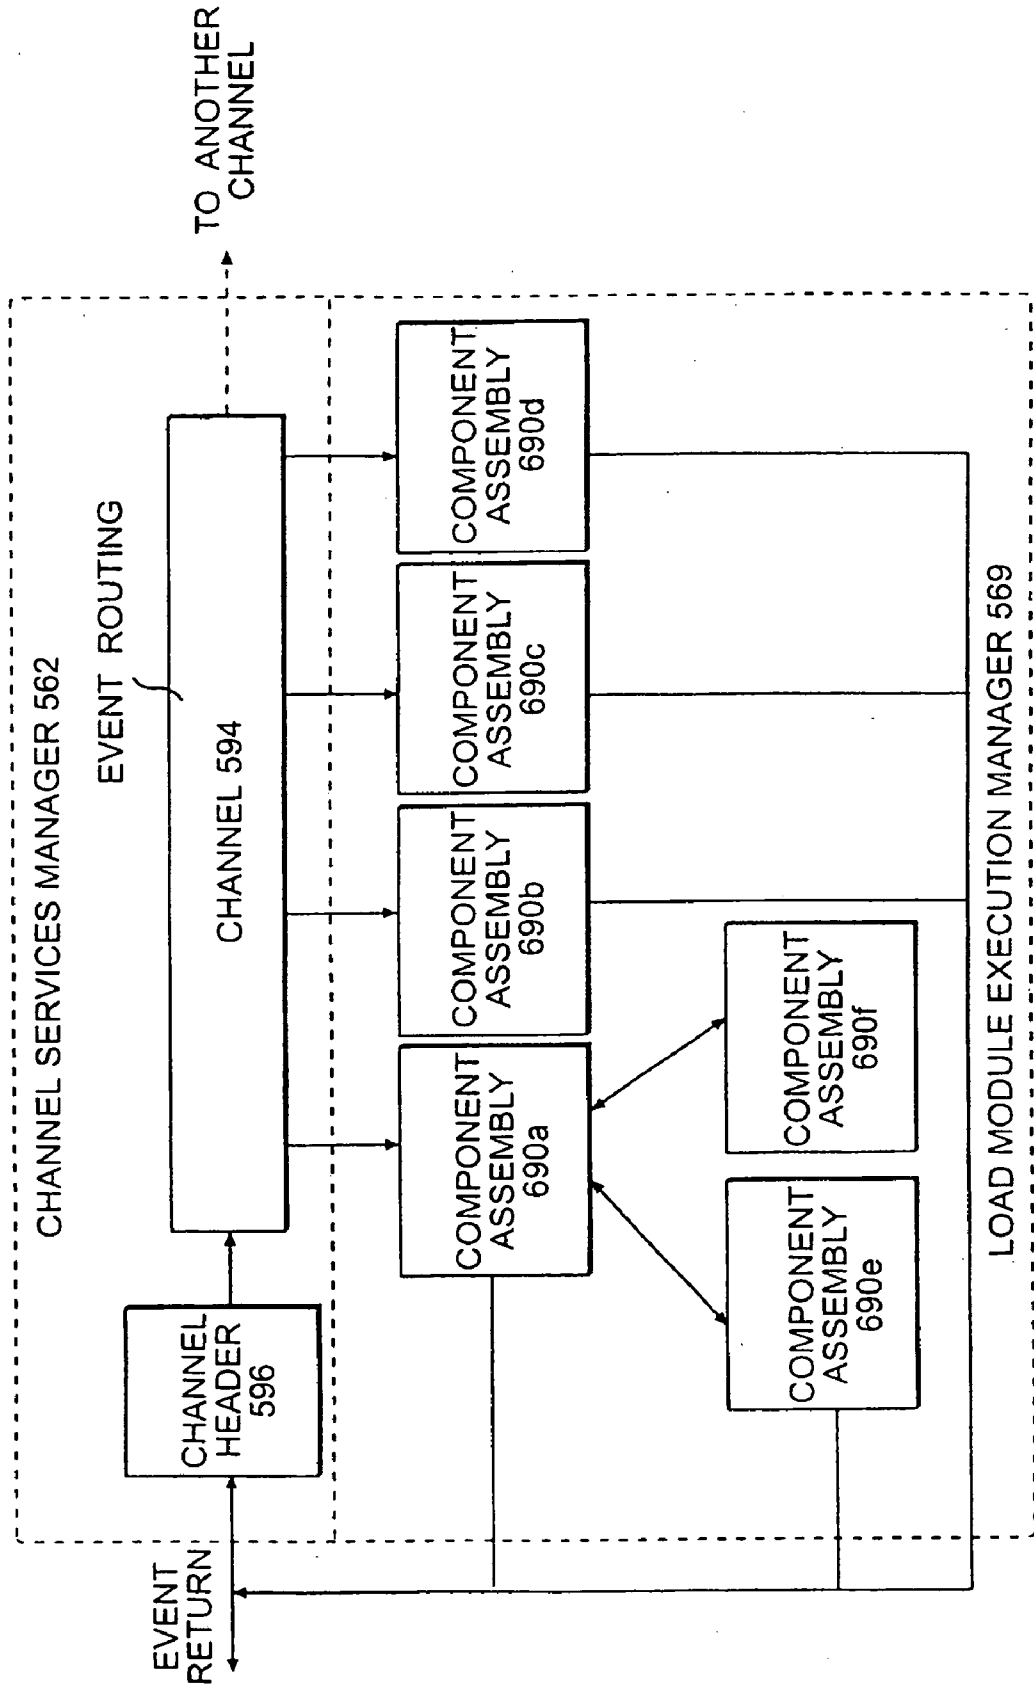 CHANNEL SERVICES MANAGER 562
EVENT ROUTING
TO ANOTHER
CHANNEL
EVENT
RETURN
CHANNEL
HEADER
596
CHANNEL 594
COMPONENT
ASSEMBLY
690a
COMPONENT
ASSEMBLY
690b
COMPONENT
ASSEMBLY
690c
COMPONENT
ASSEMBLY
690d
COMPONENT
ASSEMBLY
690e
COMPONENT
ASSEMBLY
690f
LOAD MODULE EXECUTION MANAGER 569